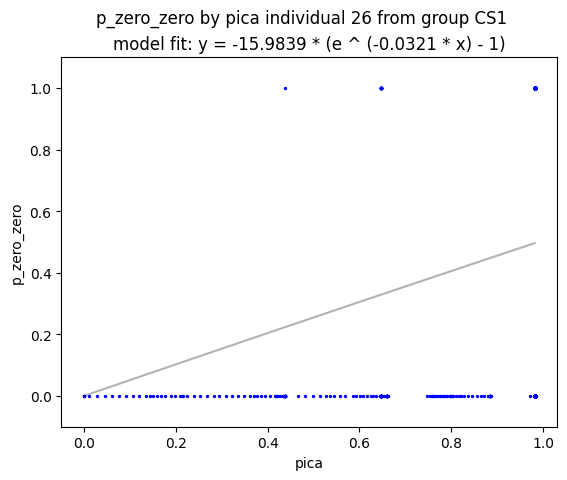 p_zero_zero by pica individual 26 from group CS1
model fit: y = -15.9839 * (e ^ (-0.0321 * x) - 1)
1.0
0.8
0.6
0.4
0.2
0.0
p_zero_zero
0.0 0.2 0.4 0.6 0.8 1.0
pica